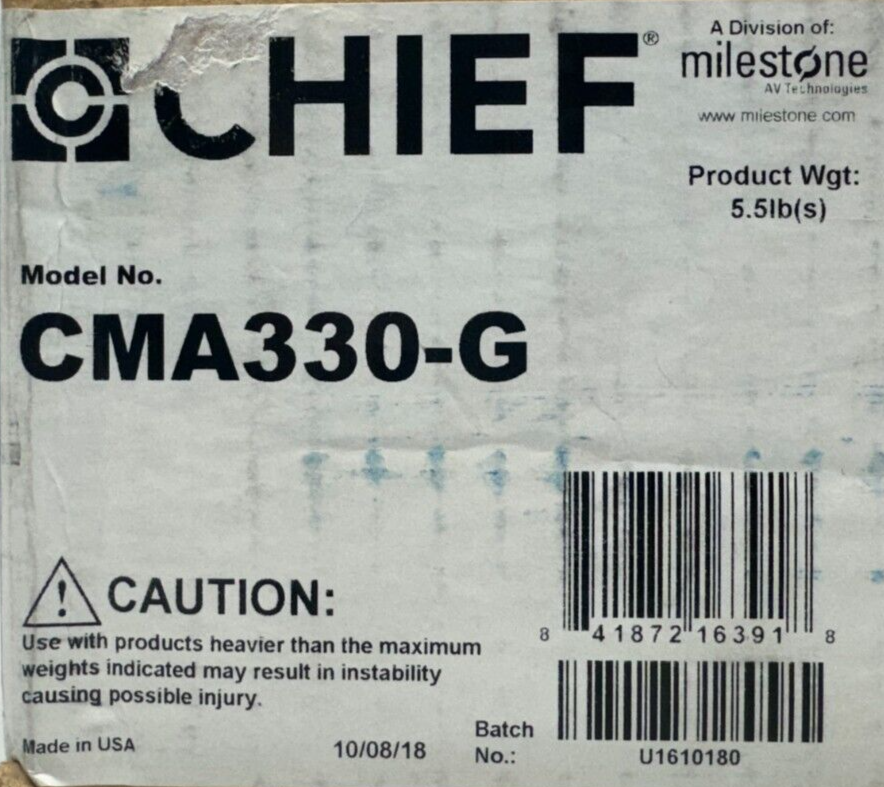 CHIEF®
A Division of:
milestone
AV Technologies
www milestone com
Product Wgt:
5.5lb(s)
Model No.
CMA330-G
CAUTION:
Use with products heavier than the maximum
weights indicated may result in instability
causing possible injury.
Made in USA
10/08/18
8 41872 16391 8
Batch
No.:
U1610180